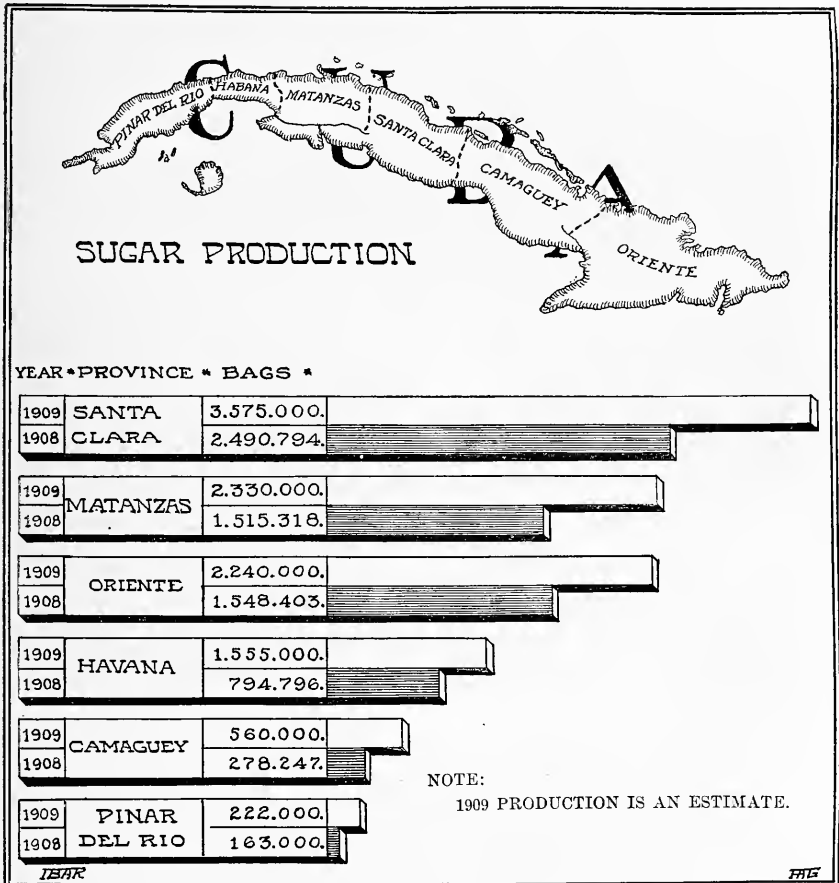 CUBA
PINAR DEL RIO
HABANA
MATANZAS
SANTA CLARA
CAMAGUEY
ORIENTE
SUGAR PRODUCTION
YEAR * PROVINCE * BAGS *
1909 SANTA 3.575.000.
1908 CLARA 2.490.794.
1909 MATANZAS 2.330.000.
1908 1.515.318.
1909 ORIENTE 2.240.000.
1908 1.548.403.
1909 HAVANA 1.555.000.
1908 794.796.
1909 CAMAGUEY 560.000.
1908 278.247.
1909 PINAR 222.000.
1908 DEL RIO 163.000.
NOTE:
1909 PRODUCTION IS AN ESTIMATE.
IBAR